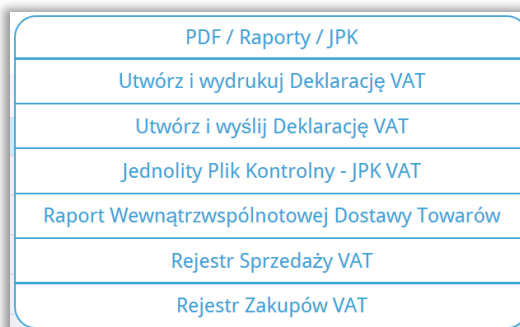 PDF / Raporty / JPK
Utwórz i wydrukuj Deklarację VAT
Utwórz i wyślij Deklarację VAT
Jednolity Plik Kontrolny - JPK VAT
Raport Wewnątrzwspólnotowej Dostawy Towarów
Rejestr Sprzedaży VAT
Rejestr Zakupów VAT